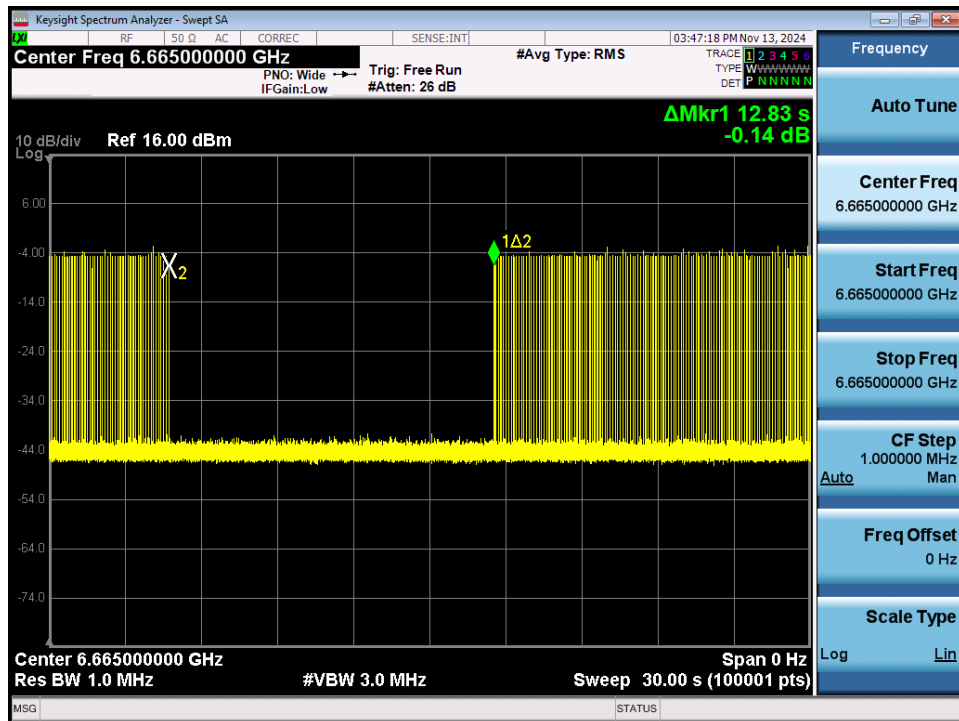 Keysight Spectrum Analyzer - Swept SA
LXI RF 50 Ω AC CORREC SENSE:INT 03:47:18 PM Nov 13, 2024
Center Freq 6.665000000 GHz #Avg Type: RMS TRACE 1 2 3 4 5 6
PNO: Wide Trig: Free Run TYPE WWWWWW
IFGain:Low #Atten: 26 dB DET P N N N N N
ΔMkr1 12.83 s
-0.14 dB
10 dB/div Ref 16.00 dBm
Log
6.00
-4.00
-14.0
-24.0
-34.0
-44.0
-54.0
-64.0
-74.0
1Δ2
2
Center 6.665000000 GHz Span 0 Hz
Res BW 1.0 MHz #VBW 3.0 MHz Sweep 30.00 s (100001 pts)
MSG STATUS
Frequency
Auto Tune
Center Freq
6.665000000 GHz
Start Freq
6.665000000 GHz
Stop Freq
6.665000000 GHz
CF Step
1.000000 MHz
Auto Man
Freq Offset
0 Hz
Scale Type
Log Lin